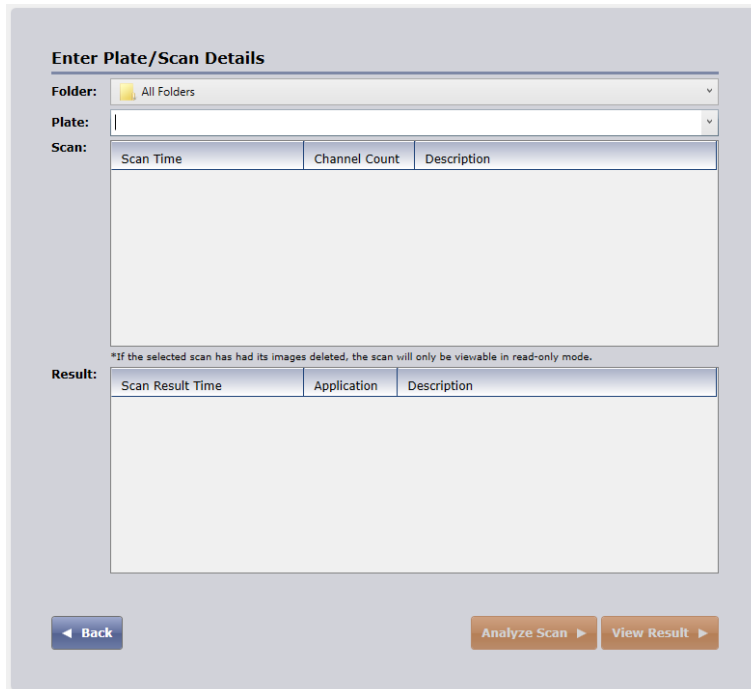 Enter Plate/Scan Details
Folder: All Folders
Plate:
Scan:
Scan Time Channel Count Description
*If the selected scan has had its images deleted, the scan will only be viewable in read-only mode.
Result:
Scan Result Time Application Description
Back Analyze Scan View Result